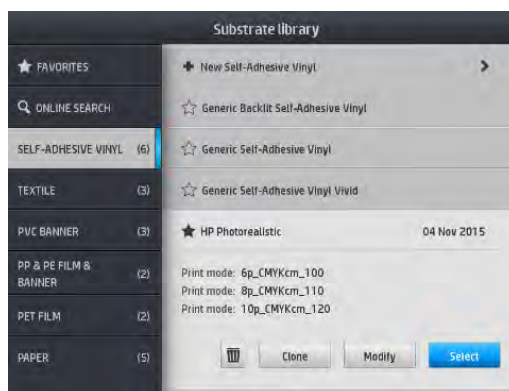 Substrate library
FAVORITES
ONLINE SEARCH
SELF-ADHESIVE VINYL (6)
TEXTILE (3)
PVC BANNER (3)
PP & PE FILM &
BANNER (2)
PET FILM (2)
PAPER (5)
New Self-Adhesive Vinyl
Generic Backlit Self-Adhesive Vinyl
Generic Self-Adhesive Vinyl
Generic Self-Adhesive Vinyl Vivid
HP Photorealistic 04 Nov 2015
Print mode: 6p_CMYKcm_100
Print mode: 8p_CMYKcm_110
Print mode: 10p_CMYKcm_120
Clone Modify Select